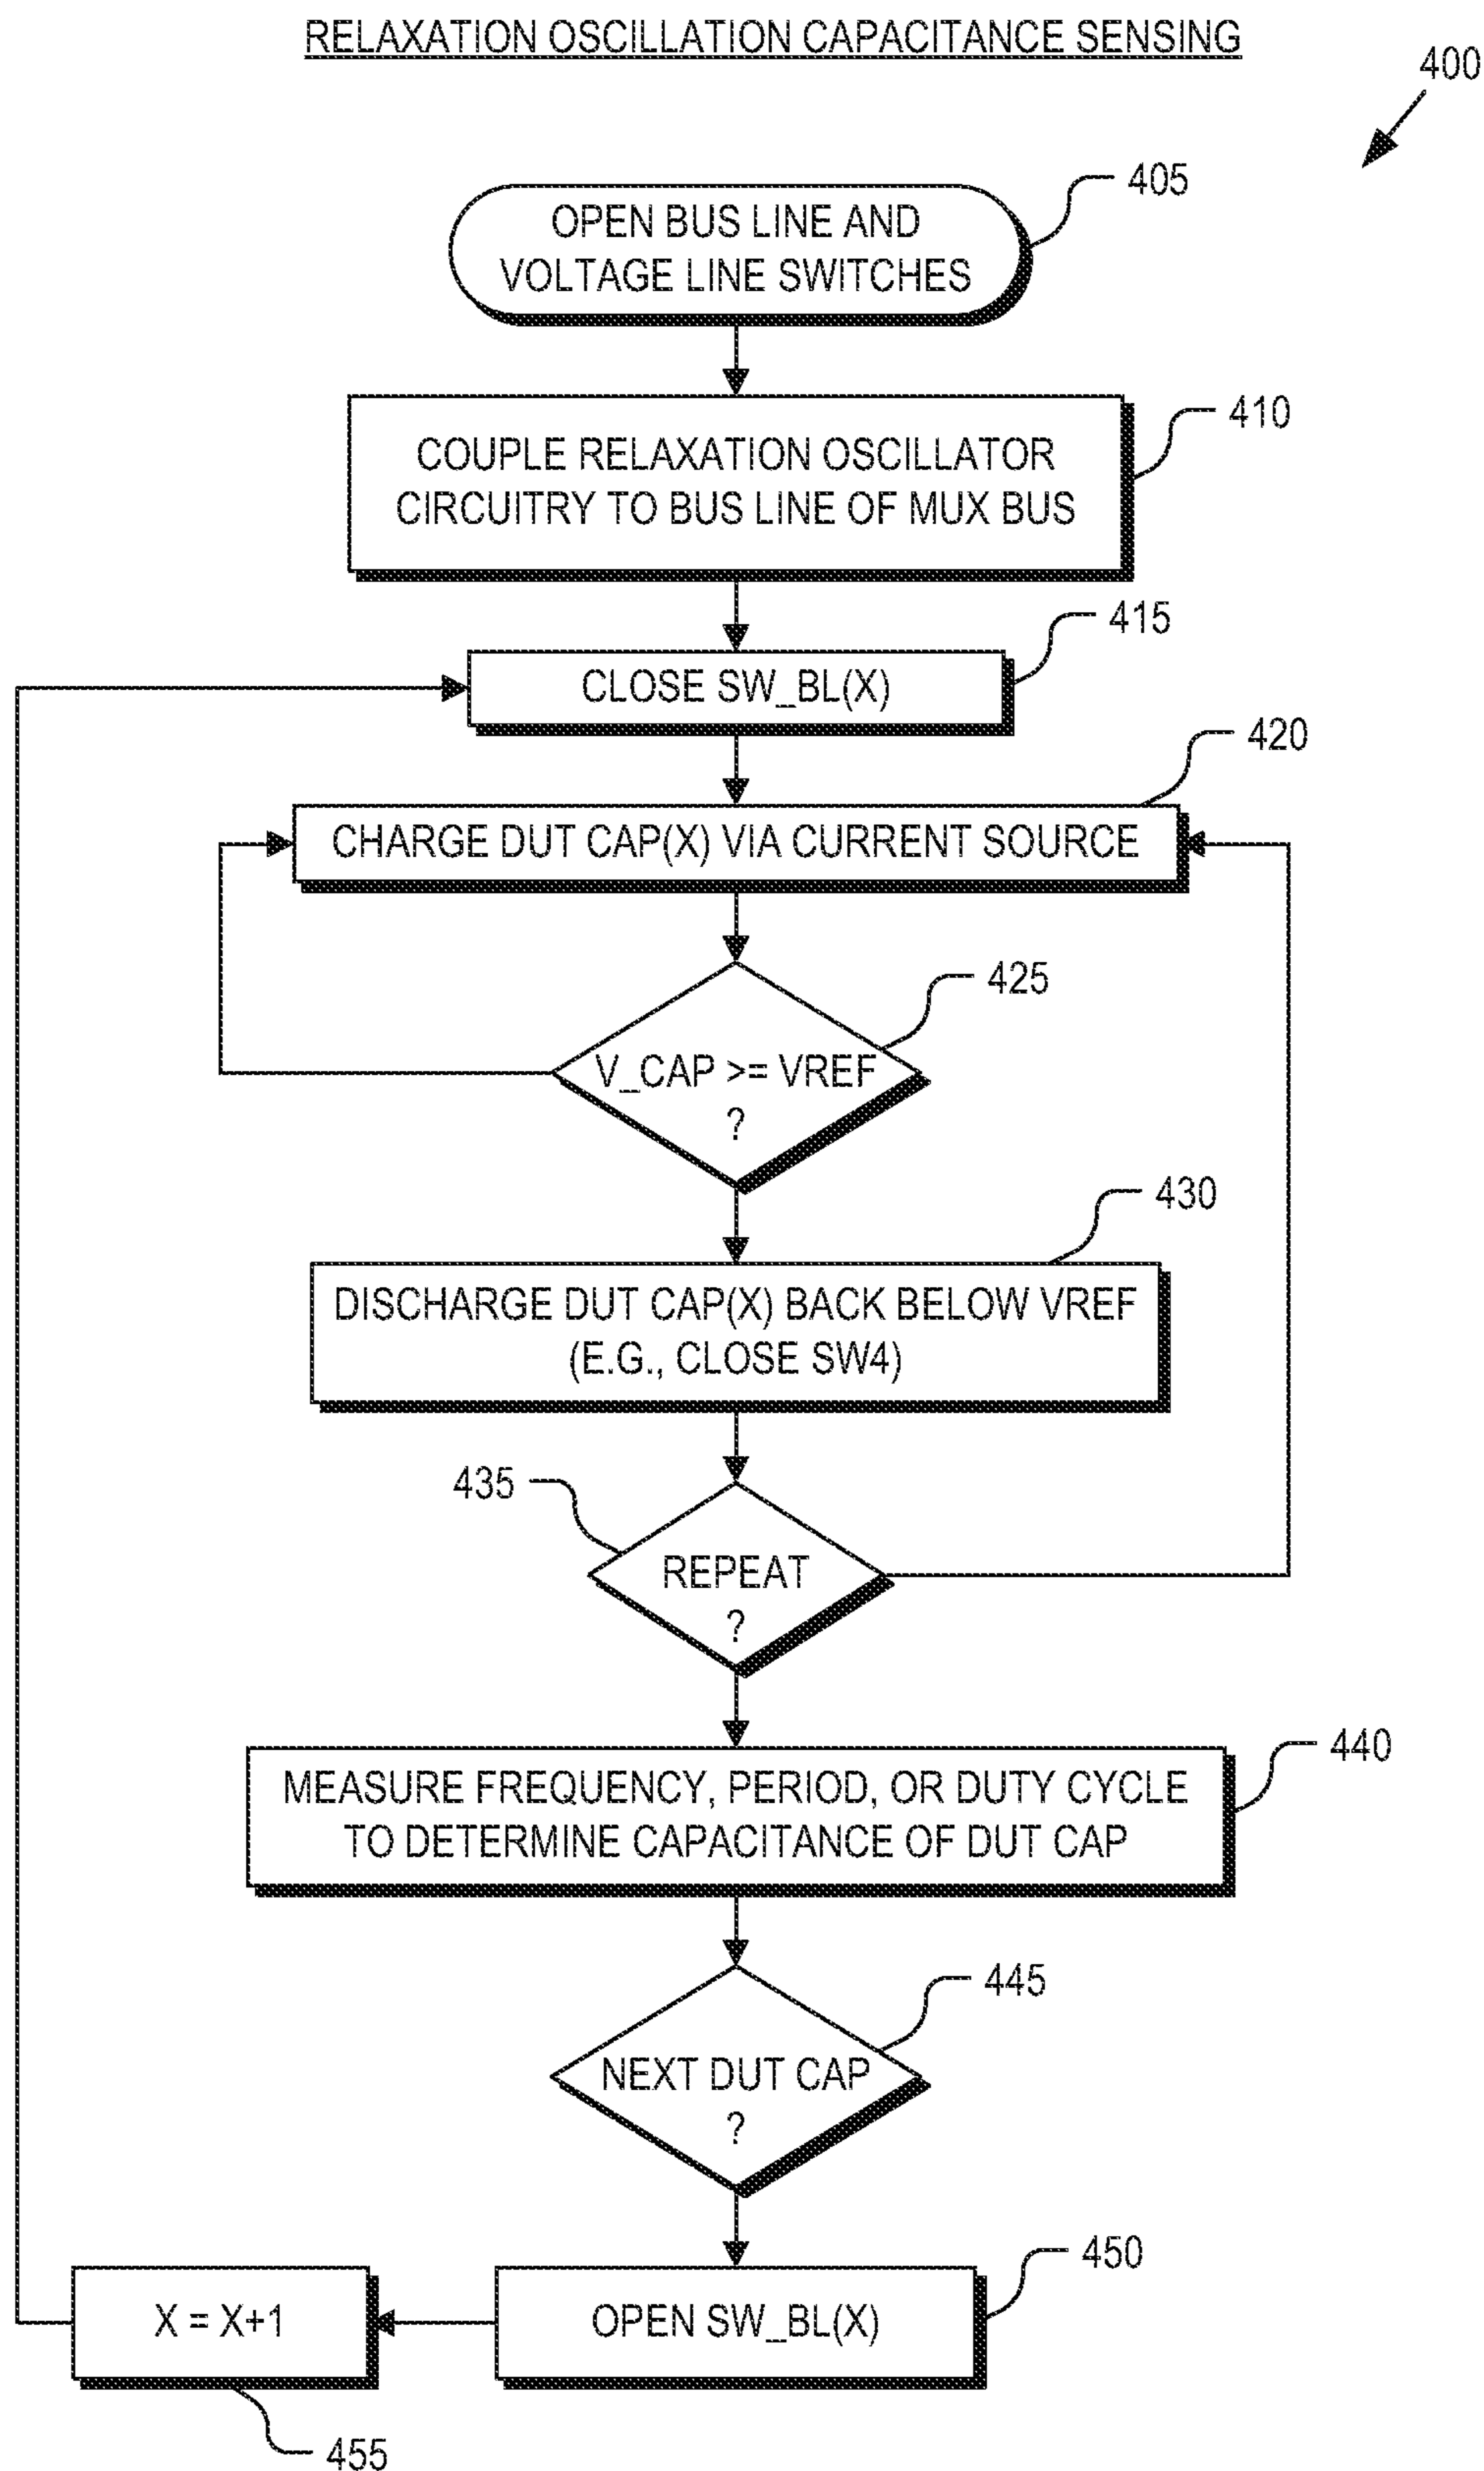 RELAXATION OSCILLATION CAPACITANCE SENSING
400
405
OPEN BUS LINE AND
VOLTAGE LINE SWITCHES
410
COUPLE RELAXATION OSCILLATOR
CIRCUITRY TO BUS LINE OF MUX BUS
415
CLOSE SW_BL(X)
420
CHARGE DUT CAP(X) VIA CURRENT SOURCE
425
V_CAP >= VREF
?
430
DISCHARGE DUT CAP(X) BACK BELOW VREF
(E.G., CLOSE SW4)
435
REPEAT
?
440
MEASURE FREQUENCY, PERIOD, OR DUTY CYCLE
TO DETERMINE CAPACITANCE OF DUT CAP
445
NEXT DUT CAP
?
450
OPEN SW_BL(X)
X = X+1
455